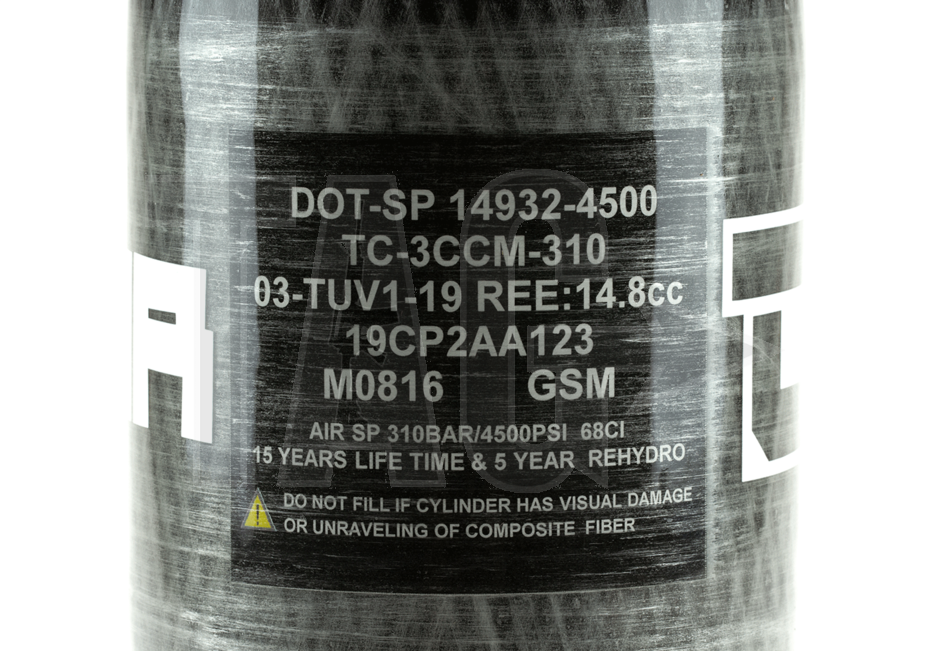 DOT-SP 14932-4500
TC-3CCM-310
03-TUV1-19 REE:14.8cc
19CP2AA123
M0816 GSM
AIR SP 310BAR/4500PSI 68CI
15 YEARS LIFE TIME & 5 YEAR REHYDRO
DO NOT FILL IF CYLINDER HAS VISUAL DAMAGE
OR UNRAVELING OF COMPOSITE FIBER
AG